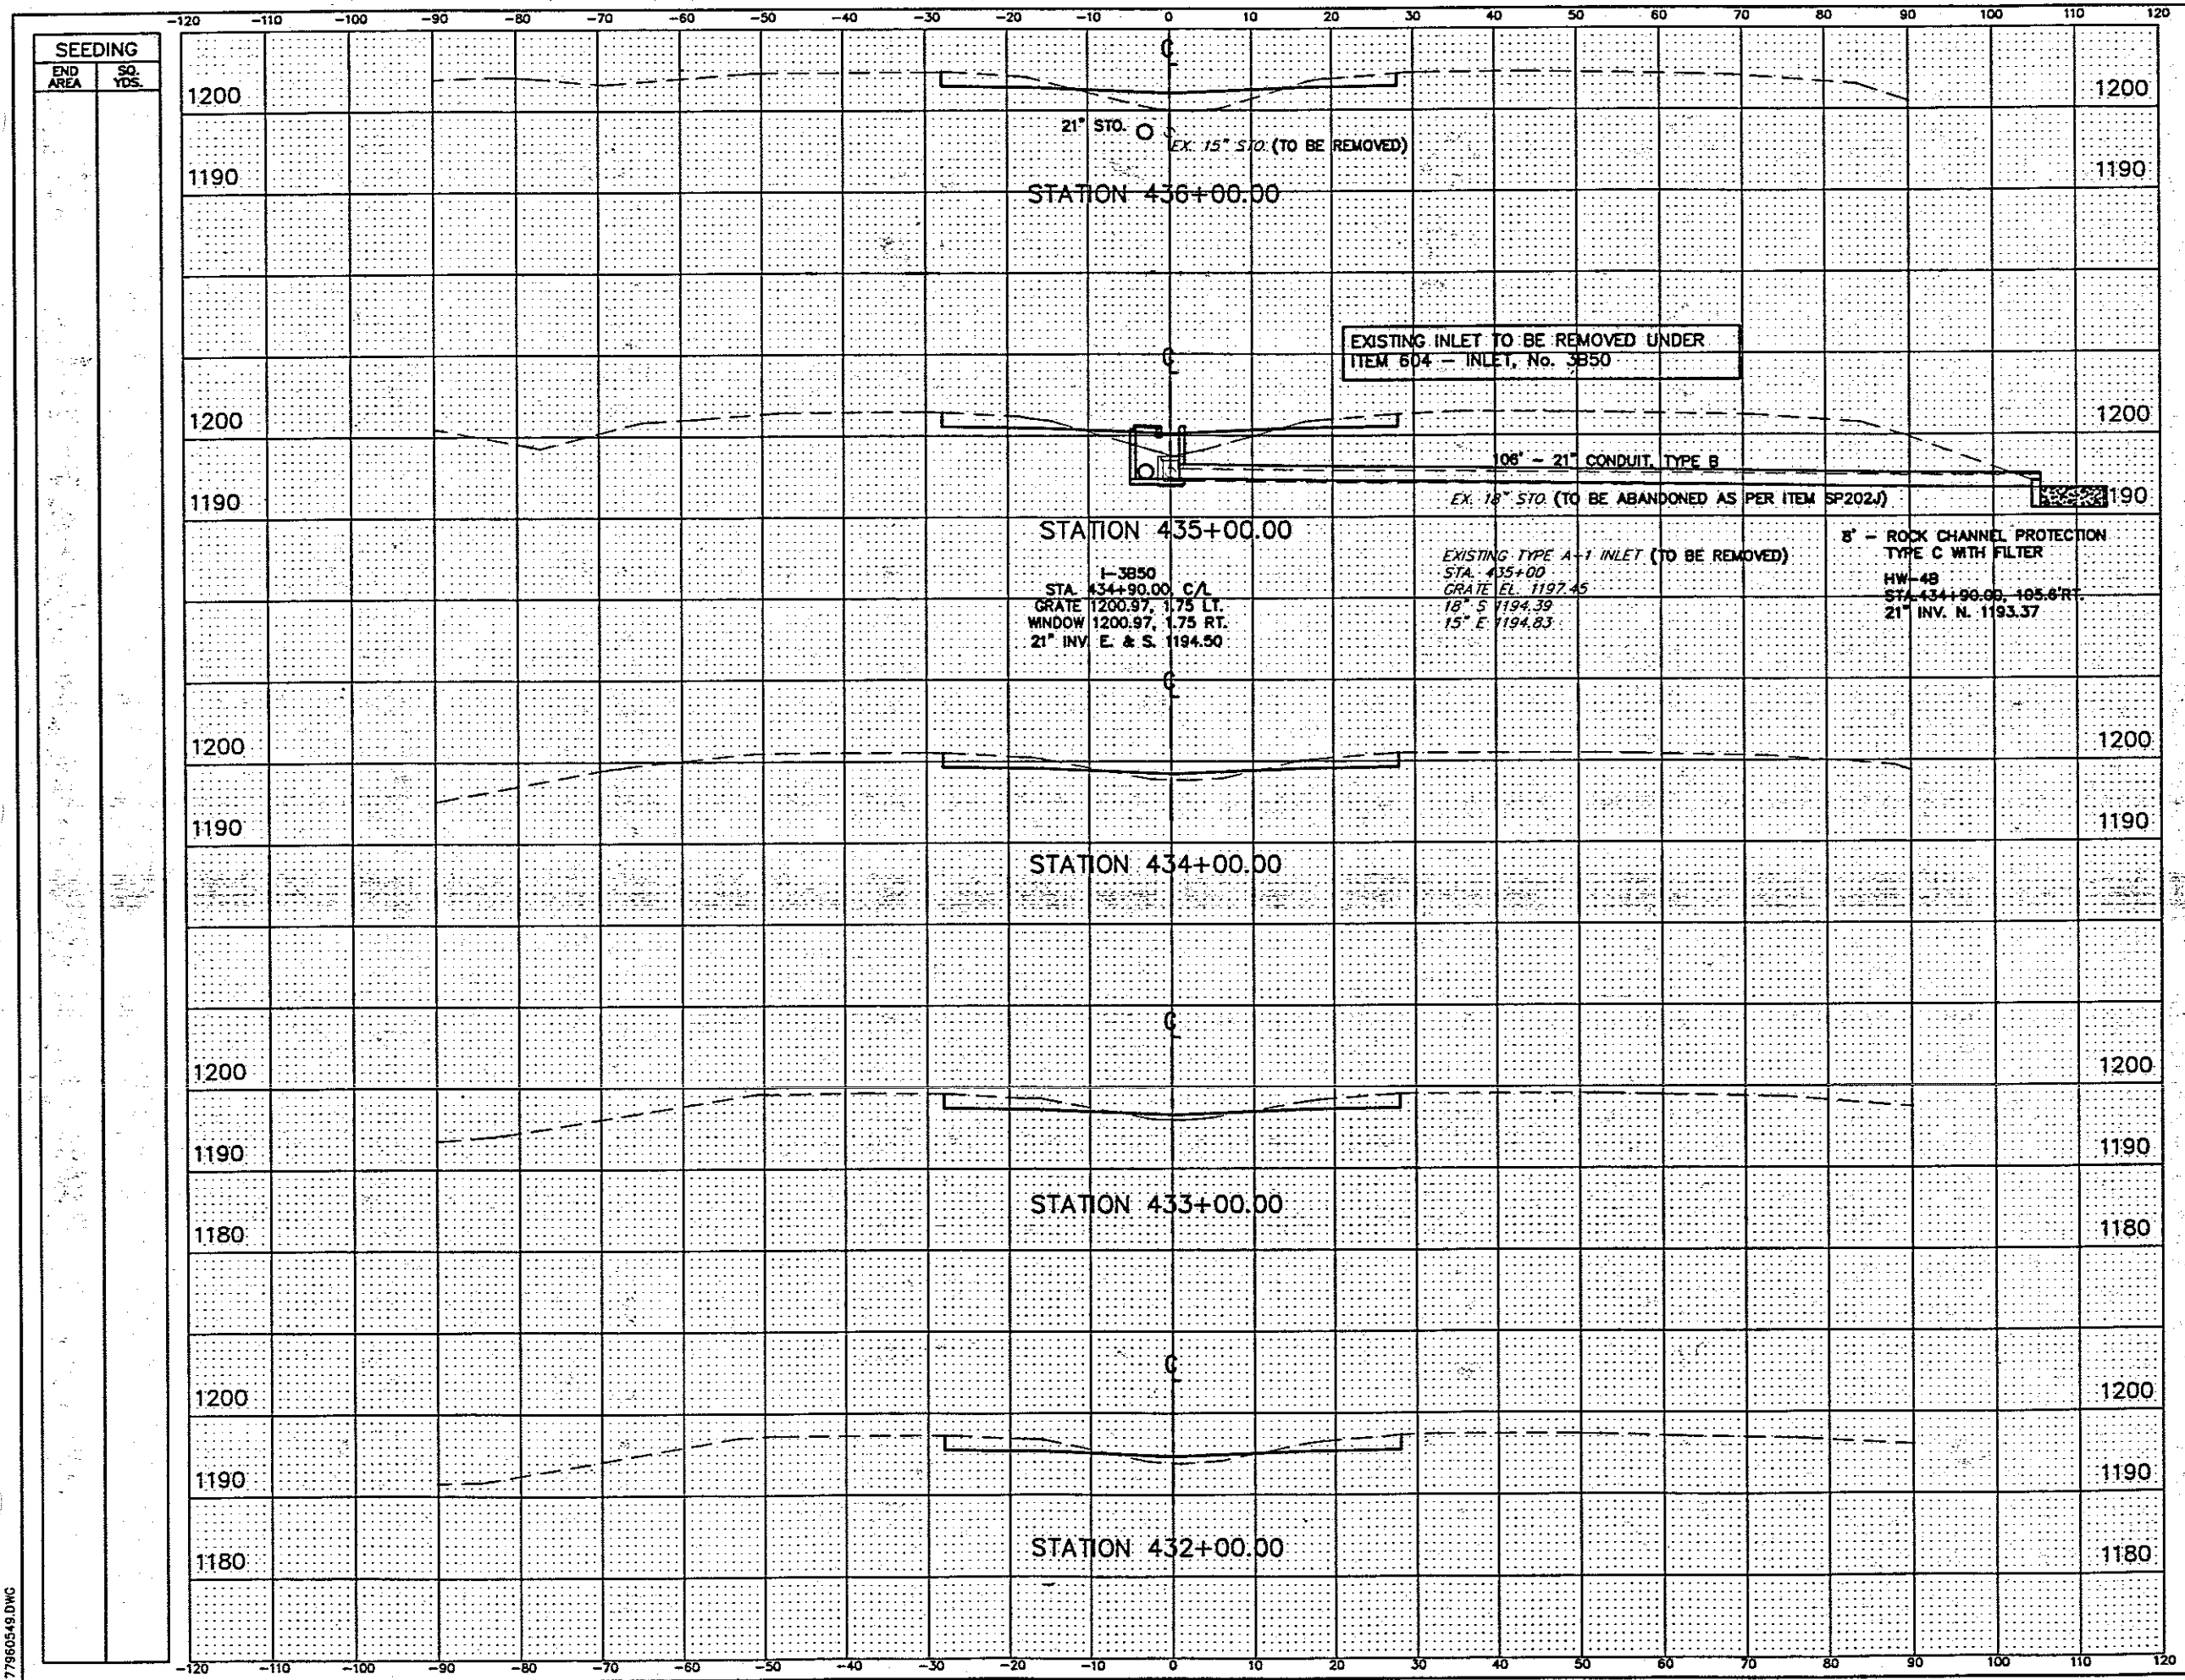 -120 -110 -100 -90 -80 -70 -60 -50 -40 -30 -20 -10 0 10 20 30 40 50 60 70 80 90 100 110 120
SEEDING
END AREA
SQ. YDS.
1200 1200
21" STO.
EX. 15" STO. (TO BE REMOVED)
1190 1190
STATION 436+00.00
EXISTING INLET TO BE REMOVED UNDER
ITEM 604 – INLET, No. 3B50
1200 1200
106' – 21" CONDUIT, TYPE B
EX. 18" STO. (TO BE ABANDONED AS PER ITEM SP202J)
1190 1190
STATION 435+00.00
I-3B50
STA. 434+90.00, C/L
GRATE 1200.97, 1.75 LT.
WINDOW 1200.97, 1.75 RT.
21" INV. E. & S. 1194.50
EXISTING TYPE A-1 INLET (TO BE REMOVED)
STA. 435+00
GRATE EL. 1197.45
18" S 1194.39
15" E 1194.83
8' – ROCK CHANNEL PROTECTION
TYPE C WITH FILTER
HW-4B
STA. 434+90.00, 105.6'RT.
21" INV. N. 1193.37
1200 1200
1190 1190
STATION 434+00.00
1200 1200
1190 1190
STATION 433+00.00
1180 1180
1200 1200
1190 1190
STATION 432+00.00
1180 1180
-120 -110 -100 -90 -80 -70 -60 -50 -40 -30 -20 -10 0 10 20 30 40 50 60 70 80 90 100 110 120
77960549.DWG